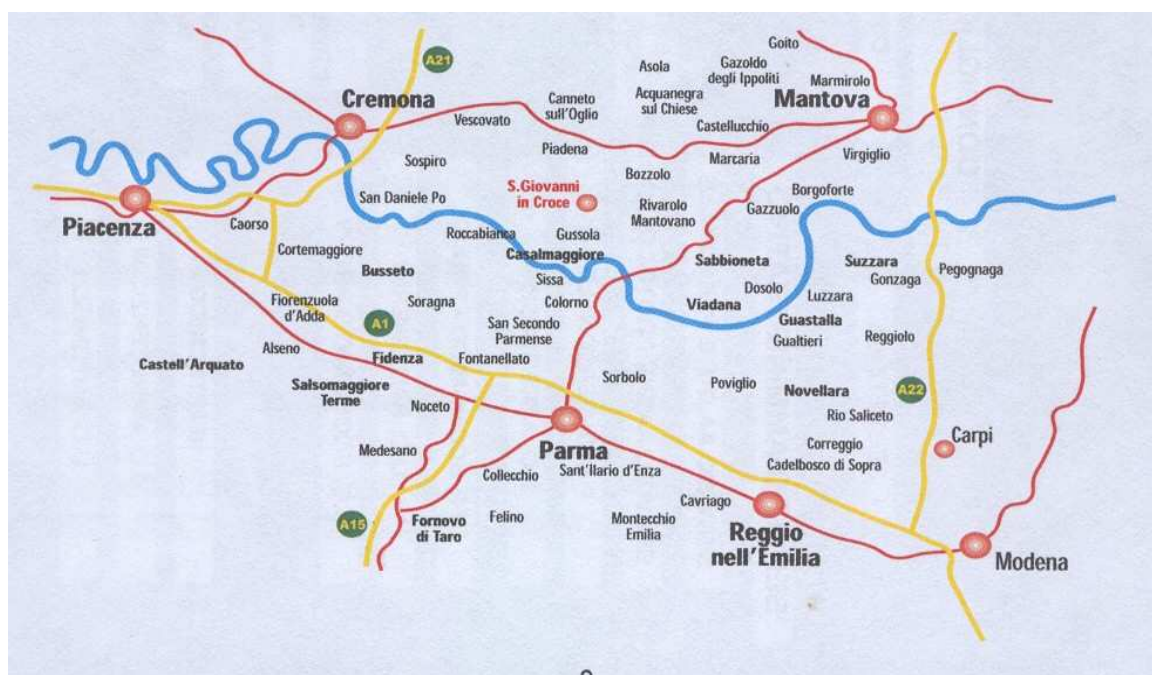 Goito
A21
Asola
Gazoldo
degli Ippoliti
Marmirolo
Cremona
Canneto
sull'Oglio
Acquanegra
sul Chiese
Mantova
Vescovato
Castellucchio
Sospiro
Piadena
Marcaria
Virgiglio
Bozzolo
San Daniele Po
S.Giovanni
in Croce
Borgoforte
Rivarolo
Mantovano
Gazzuolo
Piacenza
Caorso
Roccabianca
Gussola
Cortemaggiore
Casalmaggiore
Sabbioneta
Suzzara
Pegognaga
Busseto
Sissa
Gonzaga
Dosolo
Luzzara
Fiorenzuola
d'Adda
Soragna
Colorno
Viadana
A1
San Secondo
Parmense
Guastalla
Gualtieri
Reggiolo
Alseno
Castell'Arquato
Fidenza
Fontanellato
Salsomaggiore
Terme
Sorbolo
Poviglio
Novellara
A22
Noceto
Rio Saliceto
Medesano
Parma
Correggio
Carpi
Collecchio
Sant'Ilario d'Enza
Cadelbosco di Sopra
Cavriago
A15
Fornovo
di Taro
Felino
Montecchio
Emilia
Reggio
nell'Emilia
Modena